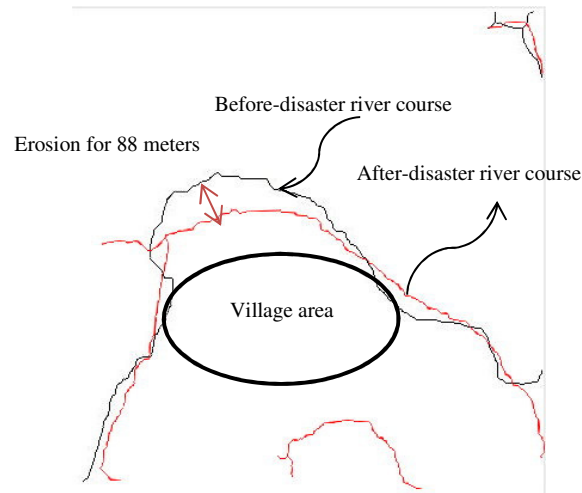 Before-disaster river course
Erosion for 88 meters
After-disaster river course
Village area